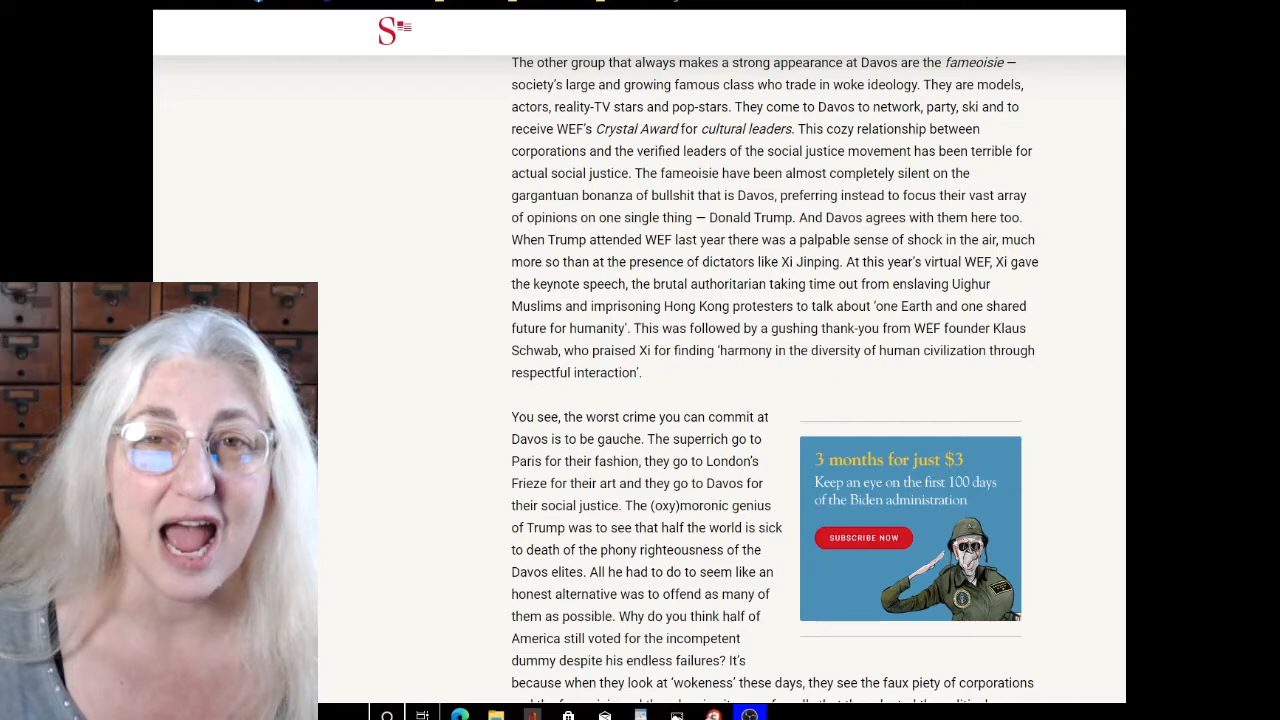 S
The other group that always makes a strong appearance at Davos are the fameoisie —
society's large and growing famous class who trade in woke ideology. They are models,
actors, reality-TV stars and pop-stars. They come to Davos to network, party, ski and to
receive WEF's Crystal Award for cultural leaders. This cozy relationship between
corporations and the verified leaders of the social justice movement has been terrible for
actual social justice. The fameoisie have been almost completely silent on the
gargantuan bonanza of bullshit that is Davos, preferring instead to focus their vast array
of opinions on one single thing — Donald Trump. And Davos agrees with them here too.
When Trump attended WEF last year there was a palpable sense of shock in the air, much
more so than at the presence of dictators like Xi Jinping. At this year's virtual WEF, Xi gave
the keynote speech, the brutal authoritarian taking time out from enslaving Uighur
Muslims and imprisoning Hong Kong protesters to talk about 'one Earth and one shared
future for humanity'. This was followed by a gushing thank-you from WEF founder Klaus
Schwab, who praised Xi for finding 'harmony in the diversity of human civilization through
respectful interaction'.
You see, the worst crime you can commit at
Davos is to be gauche. The superrich go to
Paris for their fashion, they go to London's
Frieze for their art and they go to Davos for
their social justice. The (oxy)moronic genius
of Trump was to see that half the world is sick
to death of the phony righteousness of the
Davos elites. All he had to do to seem like an
honest alternative was to offend as many of
them as possible. Why do you think half of
America still voted for the incompetent
dummy despite his endless failures? It's
because when they look at 'wokeness' these days, they see the faux piety of corporations
3 months for just $3
Keep an eye on the first 100 days
of the Biden administration
SUBSCRIBE NOW